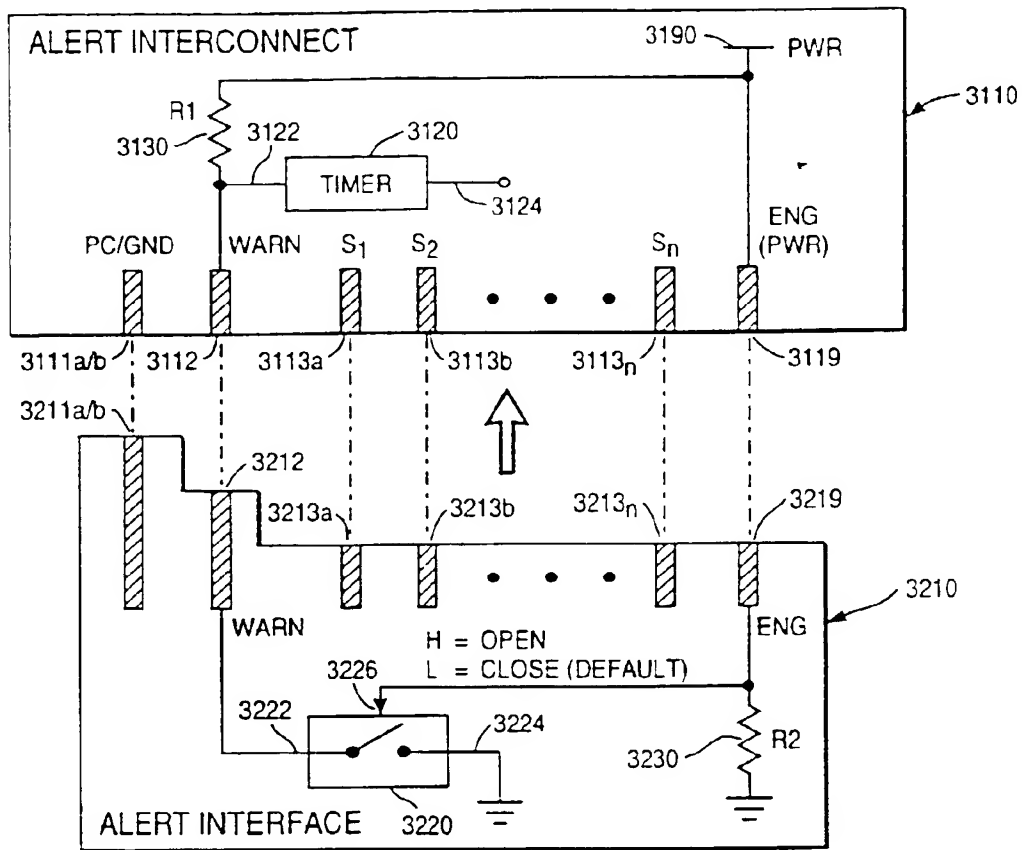 ALERT INTERCONNECT
3190
PWR
3110
R1
3130
3122
3120
TIMER
3124
PC/GND
WARN
S1
S2
Sn
ENG
(PWR)
3111a/b
3112
3113a
3113b
3113n
3119
3211a/b
3212
3213a
3213b
3213n
3219
3210
WARN
H = OPEN
L = CLOSE (DEFAULT)
ENG
3226
3222
3224
3230
R2
3220
ALERT INTERFACE